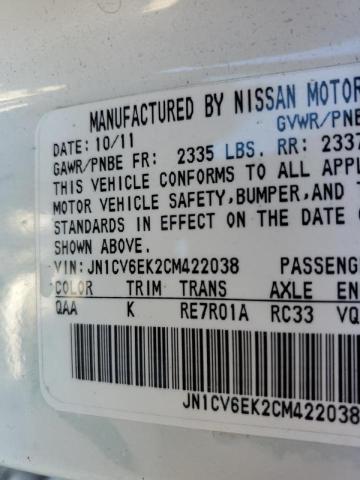 MANUFACTURED BY NISSAN MOTOR
DATE: 10/11 GVWR/PNBE
GAWR/PNBE FR: 2335 LBS. RR: 2337
THIS VEHICLE CONFORMS TO ALL APPL
MOTOR VEHICLE SAFETY, BUMPER, AND
STANDARDS IN EFFECT ON THE DATE O
SHOWN ABOVE.
VIN: JN1CV6EK2CM422038 PASSENG
COLOR TRIM TRANS AXLE EN
QAA K RE7R01A RC33 VQ
JN1CV6EK2CM422038